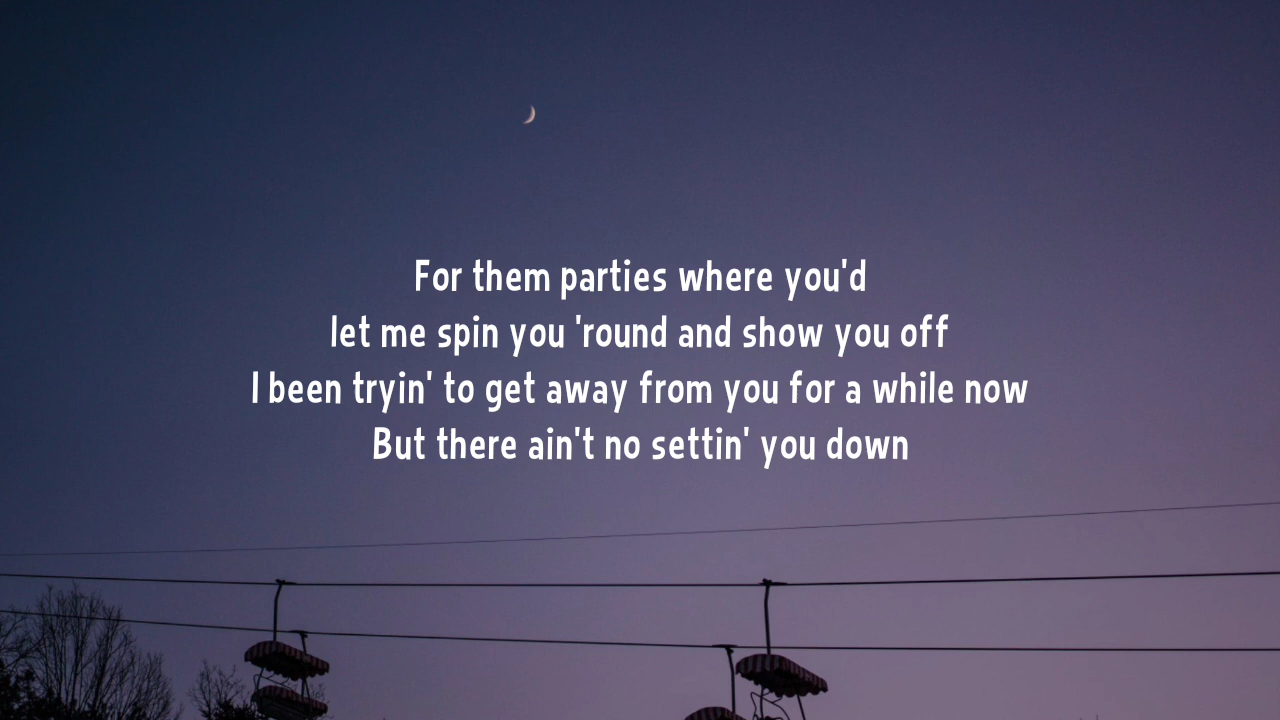 For them parties where you'd
let me spin you 'round and show you off
I been tryin' to get away from you for a while now
But there ain't no settin' you down